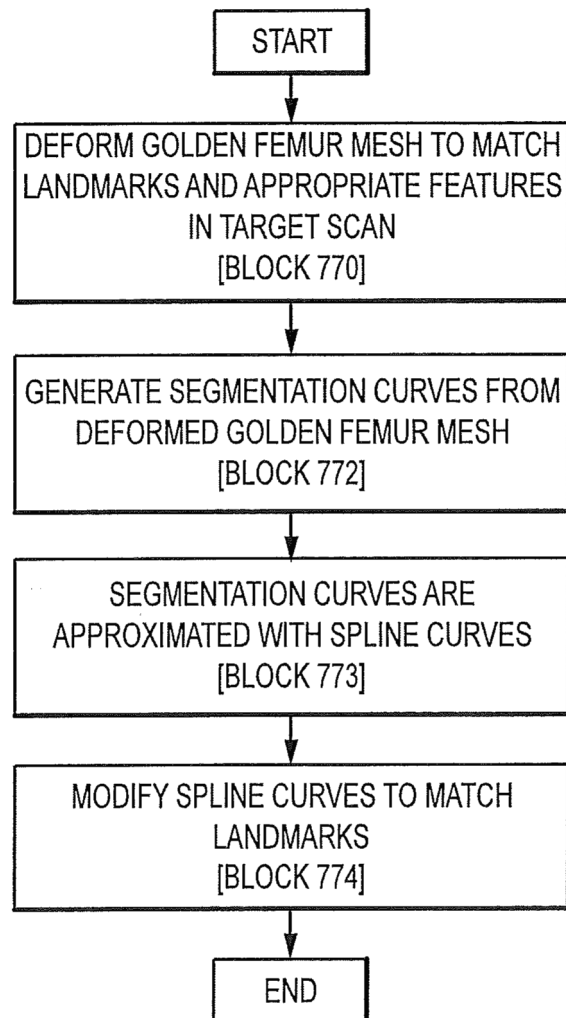 START
DEFORM GOLDEN FEMUR MESH TO MATCH
LANDMARKS AND APPROPRIATE FEATURES
IN TARGET SCAN
[BLOCK 770]
GENERATE SEGMENTATION CURVES FROM
DEFORMED GOLDEN FEMUR MESH
[BLOCK 772]
SEGMENTATION CURVES ARE
APPROXIMATED WITH SPLINE CURVES
[BLOCK 773]
MODIFY SPLINE CURVES TO MATCH
LANDMARKS
[BLOCK 774]
END